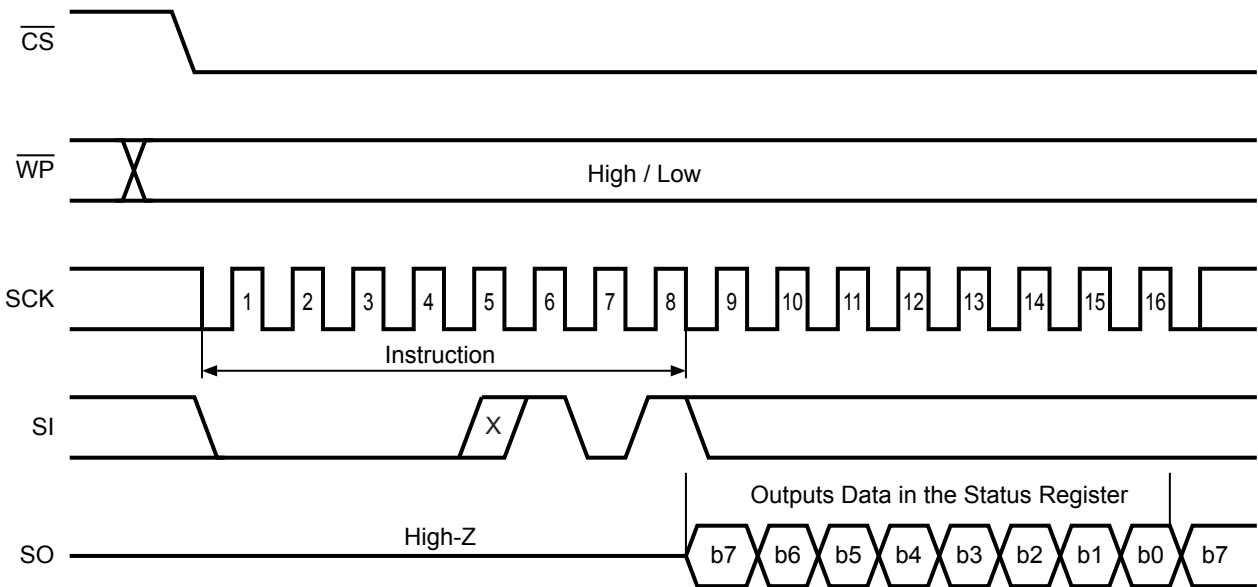 CS
WP
High / Low
SCK
1 2 3 4 5 6 7 8 9 10 11 12 13 14 15 16
Instruction
SI
X
Outputs Data in the Status Register
SO
High-Z
b7 b6 b5 b4 b3 b2 b1 b0 b7